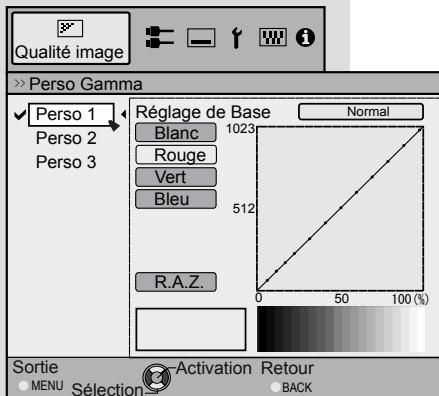 Qualité image
>> Perso Gamma
Perso 1
Perso 2
Perso 3
Réglage de Base
Normal
Blanc
Rouge
Vert
Bleu
R.A.Z.
1023
512
0 50 100 (%)
Sortie
MENU
Sélection
Activation
Retour
BACK